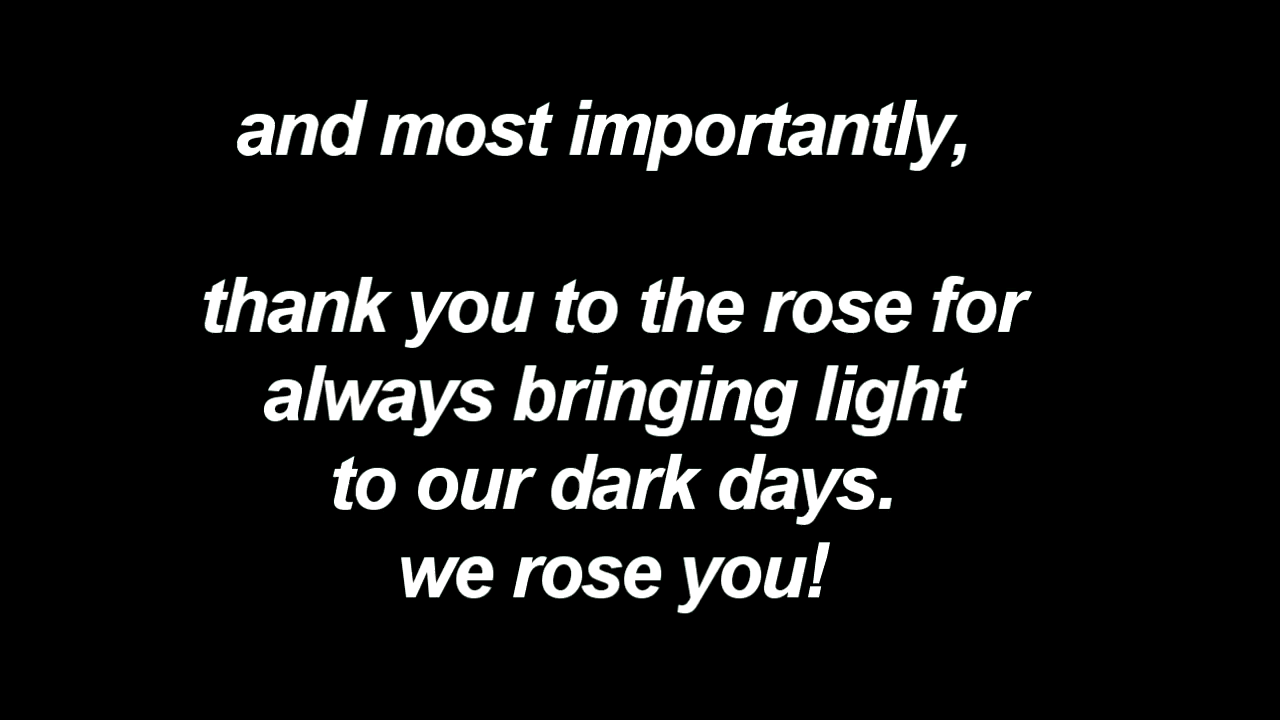 and most importantly,
thank you to the rose for
always bringing light
to our dark days.
we rose you!